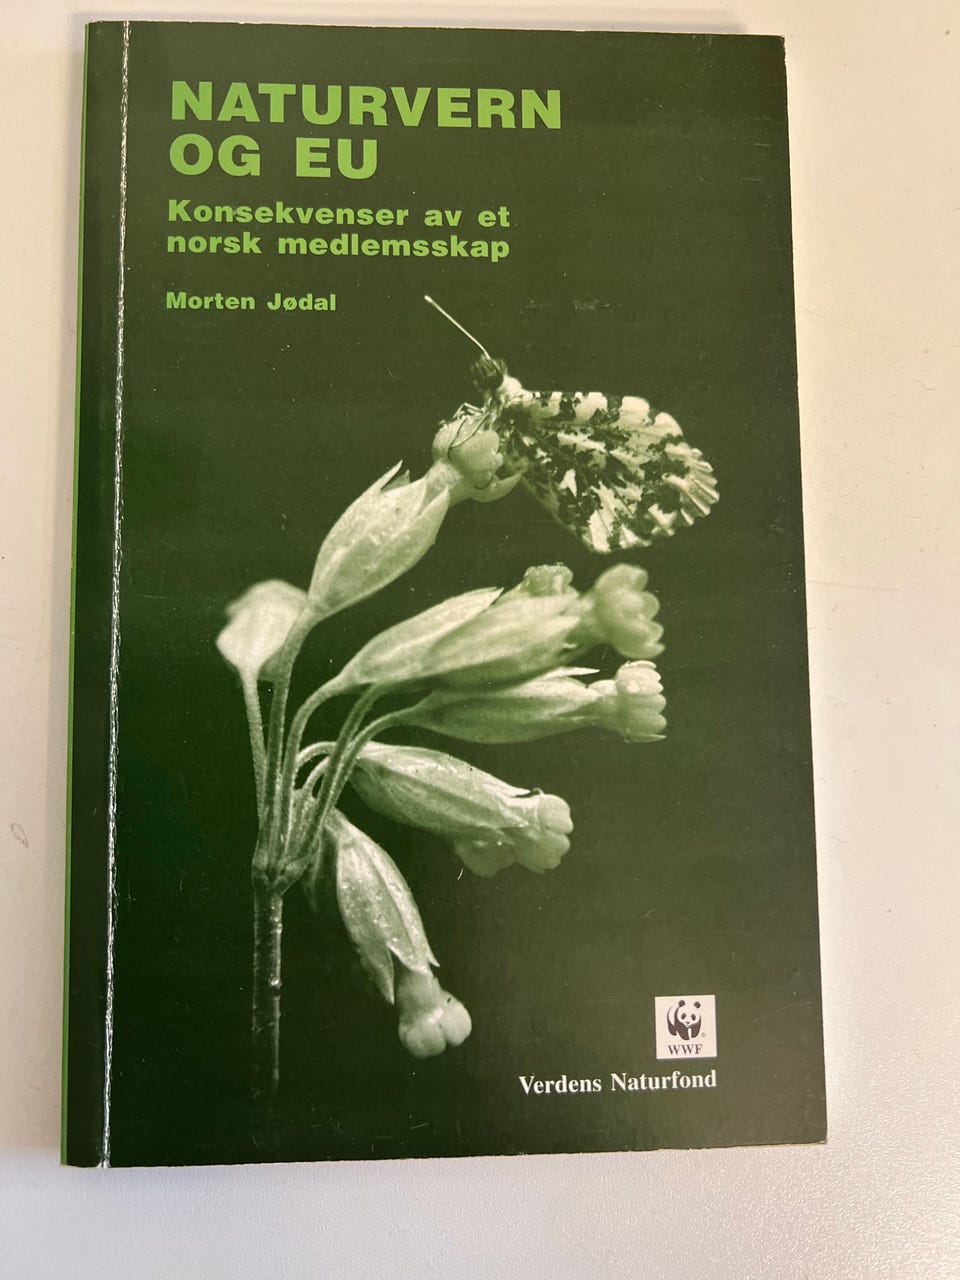 NATURVERN
OG EU
Konsekvenser av et
norsk medlemsskap
Morten Jødal
WWF
Verdens Naturfond